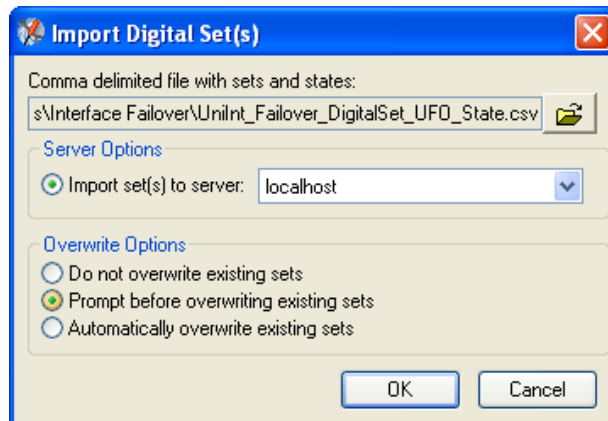 Import Digital Set(s)
Comma delimited file with sets and states:
s\Interface Failover\UniInt_Failover_DigitalSet_UFO_State.csv
Server Options
Import set(s) to server: localhost
Overwrite Options
Do not overwrite existing sets
Prompt before overwriting existing sets
Automatically overwrite existing sets
OK Cancel